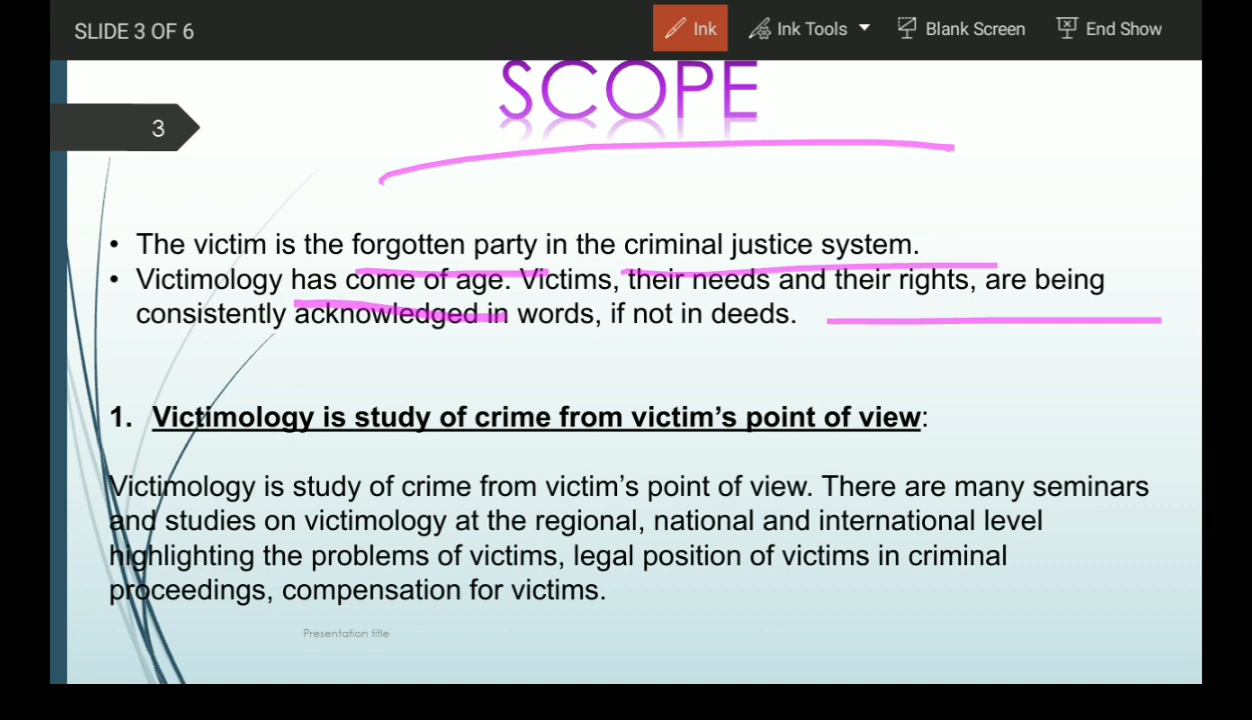 SLIDE 3 OF 6 Ink Ink Tools Blank Screen End Show
SCOPE
3
• The victim is the forgotten party in the criminal justice system.
• Victimology has come of age. Victims, their needs and their rights, are being
consistently acknowledged in words, if not in deeds.
1. Victimology is study of crime from victim’s point of view:
Victimology is study of crime from victim’s point of view. There are many seminars
and studies on victimology at the regional, national and international level
highlighting the problems of victims, legal position of victims in criminal
proceedings, compensation for victims.
Presentation title